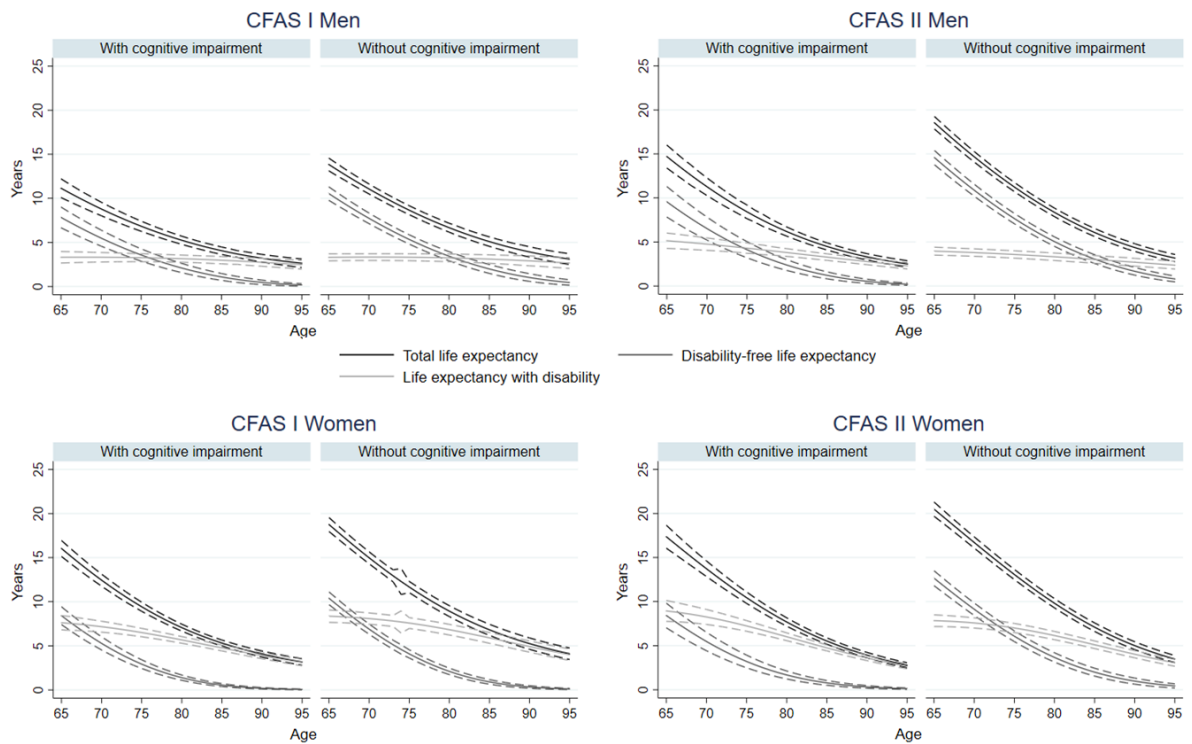 CFAS I Men
CFAS II Men
With cognitive impairment
Without cognitive impairment
With cognitive impairment
Without cognitive impairment
25
20
15
10
5
0
Years
65 70 75 80 85 90 95
65 70 75 80 85 90 95
Age
25
20
15
10
5
0
Years
65 70 75 80 85 90 95
65 70 75 80 85 90 95
Age
Total life expectancy
Disability-free life expectancy
Life expectancy with disability
CFAS I Women
CFAS II Women
With cognitive impairment
Without cognitive impairment
With cognitive impairment
Without cognitive impairment
25
20
15
10
5
0
Years
65 70 75 80 85 90 95
65 70 75 80 85 90 95
Age
25
20
15
10
5
0
Years
65 70 75 80 85 90 95
65 70 75 80 85 90 95
Age